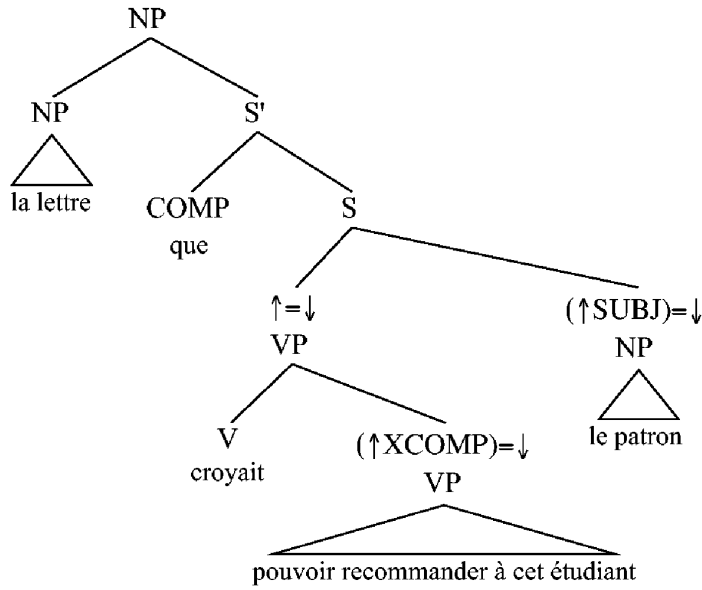 NP
NP S'
la lettre COMP S
que
↑=↓ (↑SUBJ)=↓
VP NP
V (↑XCOMP)=↓ le patron
croyait VP
pouvoir recommander à cet étudiant